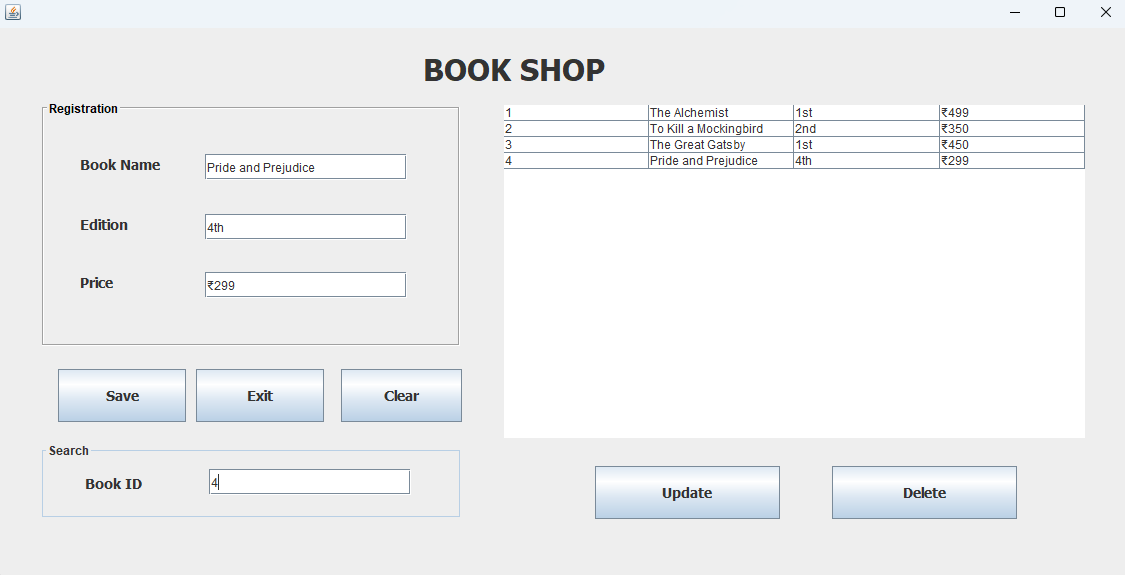 BOOK SHOP
Registration
Book Name Pride and Prejudice
Edition 4th
Price ₹299
Save Exit Clear
Search
Book ID 4
1 The Alchemist 1st ₹499
2 To Kill a Mockingbird 2nd ₹350
3 The Great Gatsby 1st ₹450
4 Pride and Prejudice 4th ₹299
Update Delete